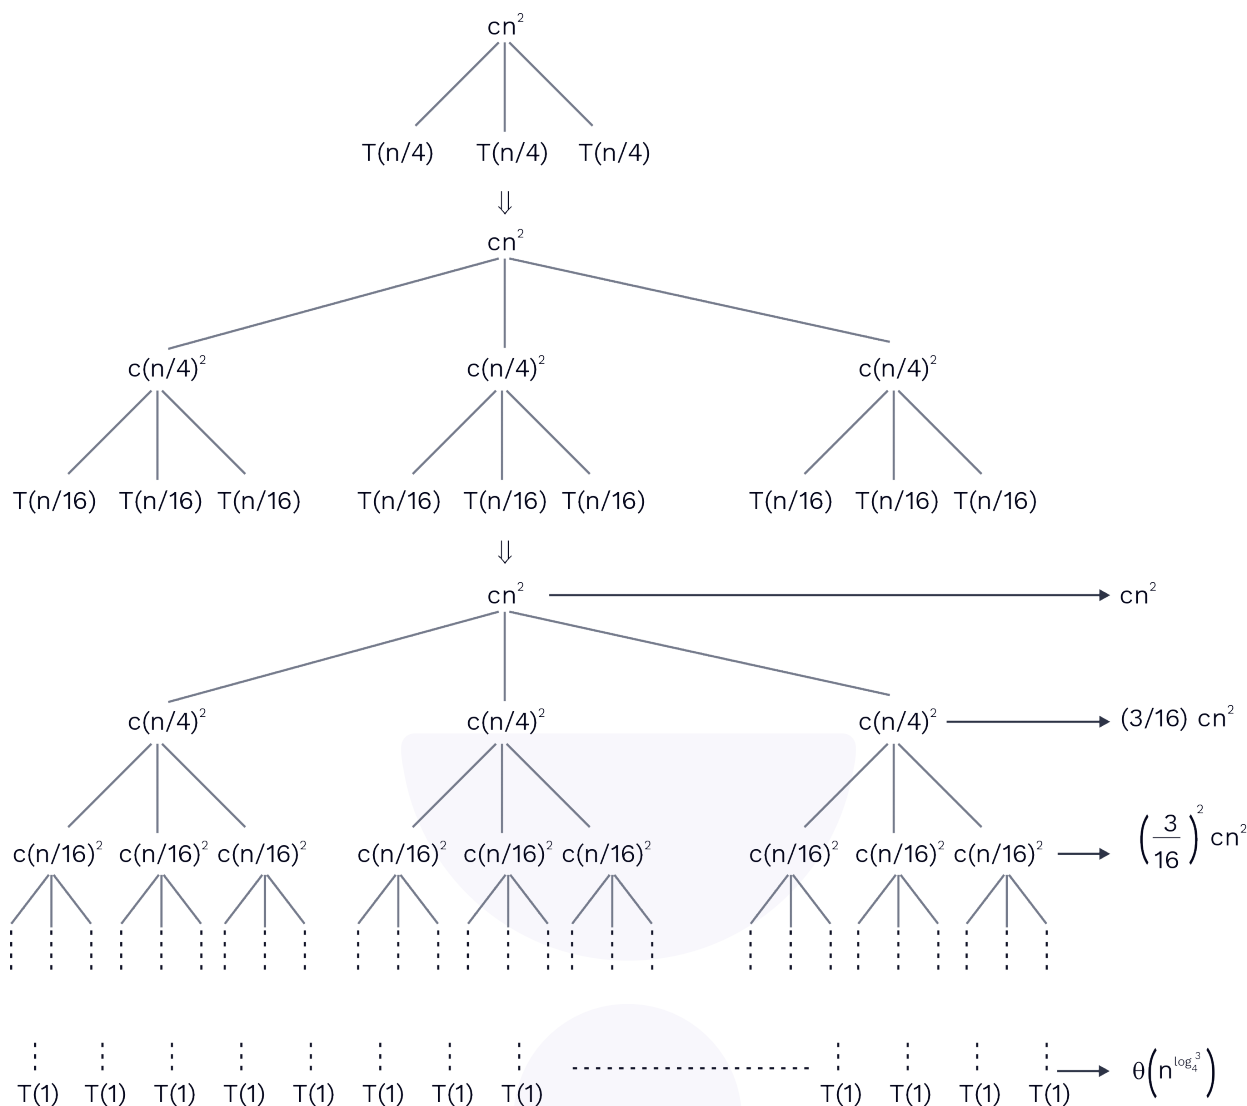 cn²
T(n/4) T(n/4) T(n/4)
⇓
cn²
c(n/4)² c(n/4)² c(n/4)²
T(n/16) T(n/16) T(n/16) T(n/16) T(n/16) T(n/16) T(n/16) T(n/16) T(n/16)
⇓
cn² cn²
c(n/4)² c(n/4)² c(n/4)² (3/16) cn²
c(n/16)² c(n/16)² c(n/16)² c(n/16)² c(n/16)² c(n/16)² c(n/16)² c(n/16)² c(n/16)² (3/16)² cn²
T(1) T(1) T(1) T(1) T(1) T(1) T(1) T(1) T(1) T(1) T(1) T(1) θ(n^log₄³)